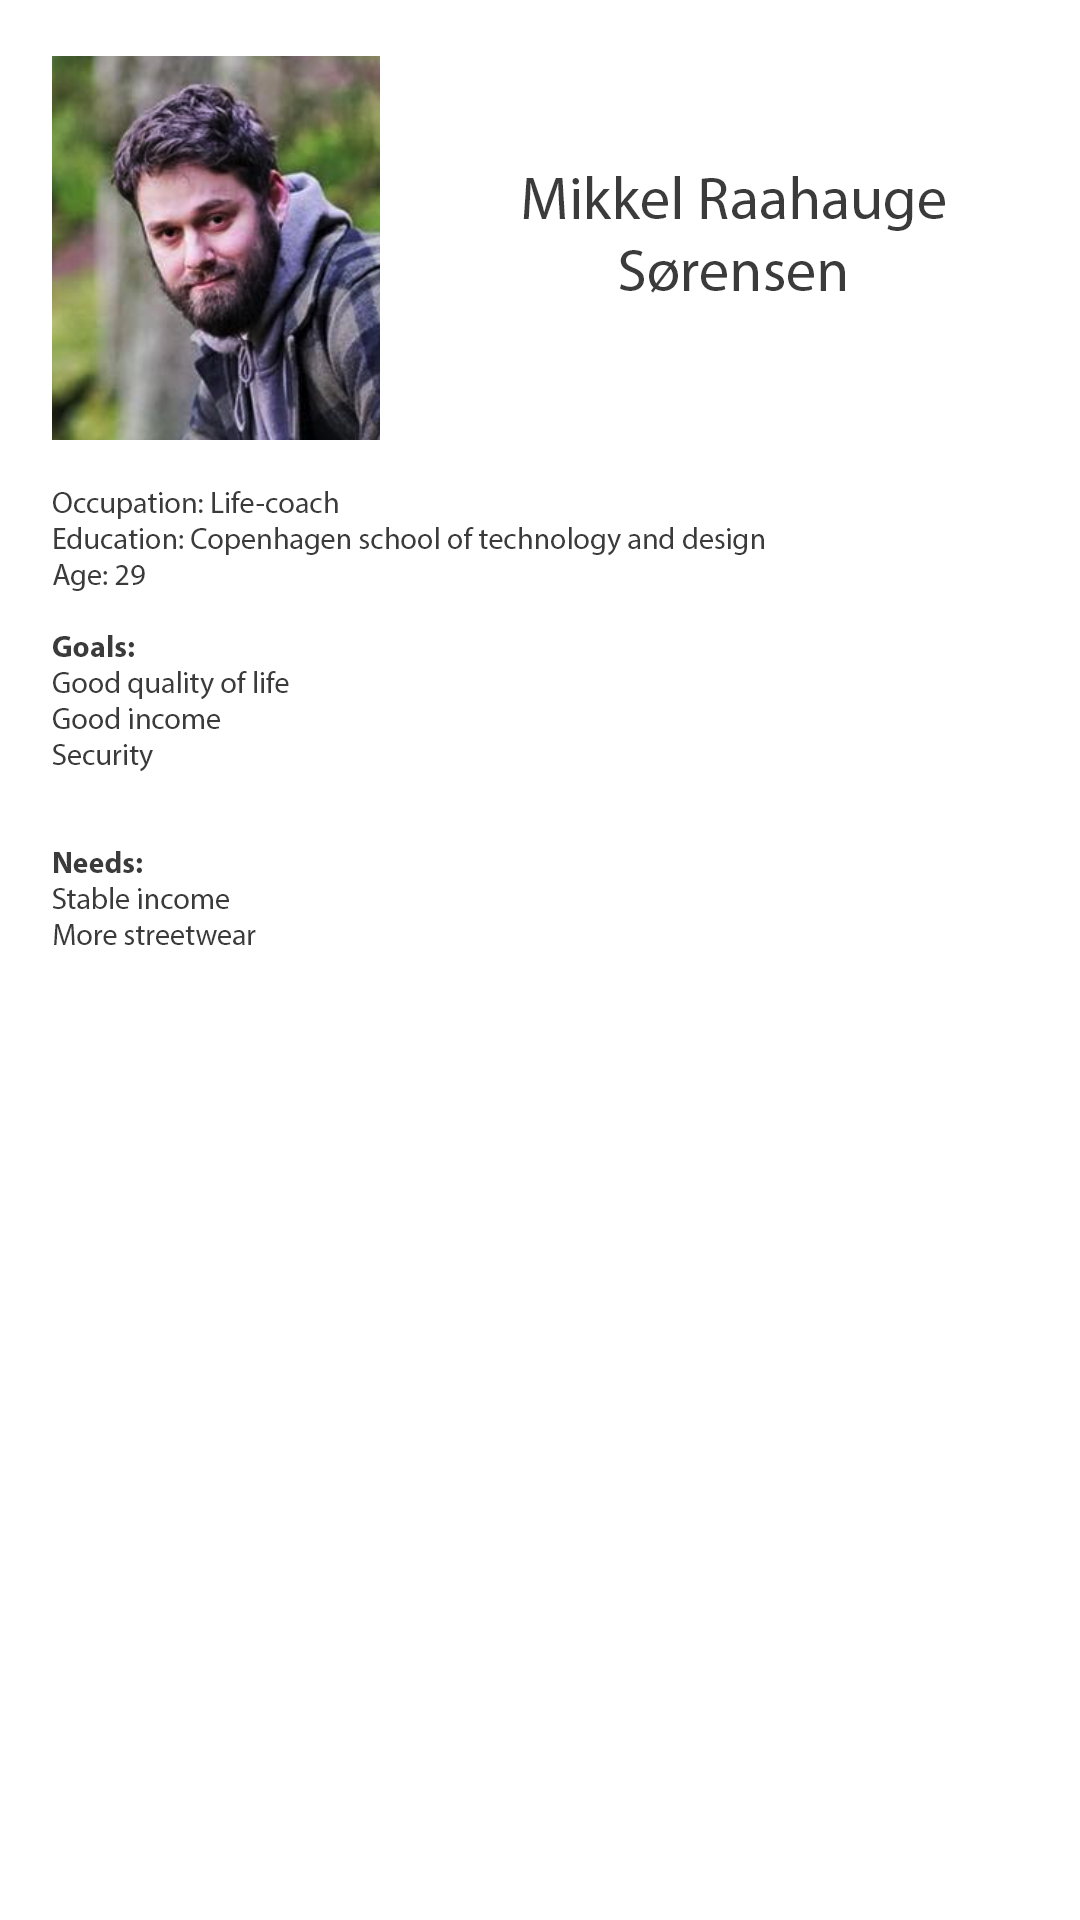 Mikkel Raahauge
Sørensen
Occupation: Life-coach
Education: Copenhagen school of technology and design
Age: 29
Goals:
Good quality of life
Good income
Security
Needs:
Stable income
More streetwear